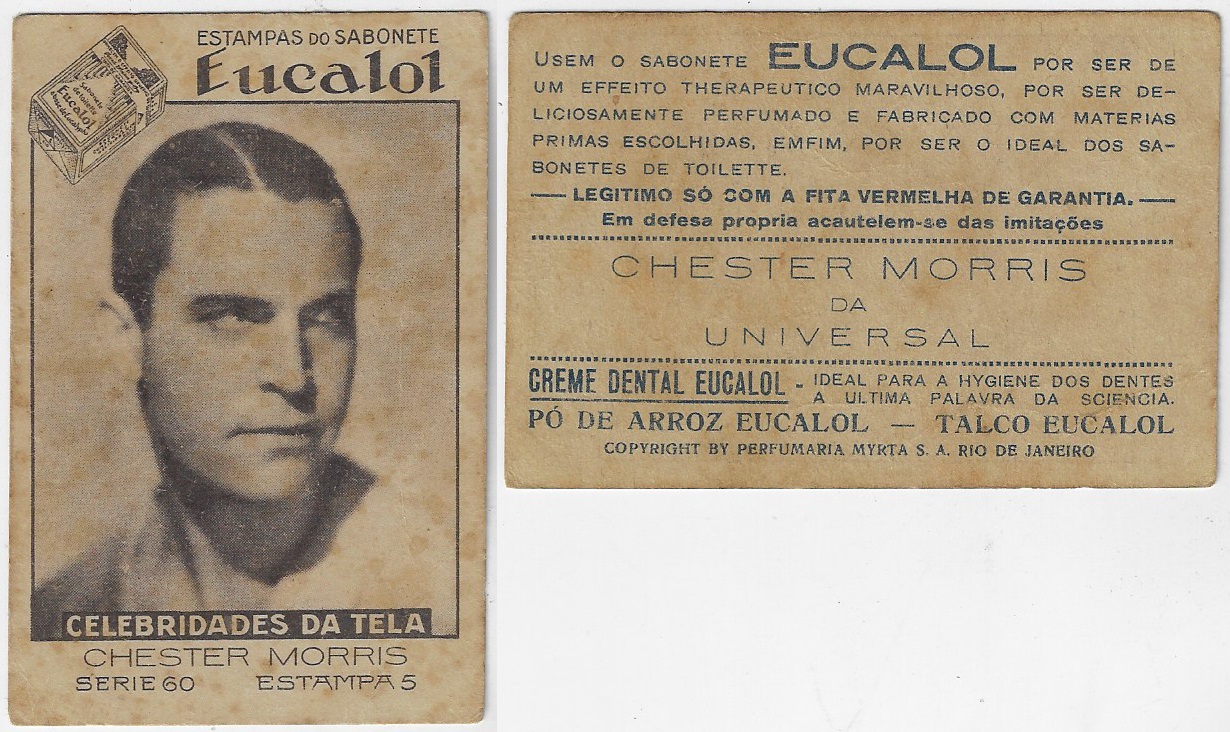 ESTAMPAS DO SABONETE
Eucalol
Sabonete
de toilette
Eucalol
CELEBRIDADES DA TELA
CHESTER MORRIS
SERIE 60 ESTAMPA 5
USEM O SABONETE EUCALOL POR SER DE
UM EFFEITO THERAPEUTICO MARAVILHOSO, POR SER DE-
LICIOSAMENTE PERFUMADO E FABRICADO COM MATERIAS
PRIMAS ESCOLHIDAS, EMFIM, POR SER O IDEAL DOS SA-
BONETES DE TOILETTE.
— LEGITIMO SÓ COM A FITA VERMELHA DE GARANTIA. —
Em defesa propria acautelem-se das imitações
CHESTER MORRIS
DA
UNIVERSAL
CREME DENTAL EUCALOL - IDEAL PARA A HYGIENE DOS DENTES
A ULTIMA PALAVRA DA SCIENCIA.
PÓ DE ARROZ EUCALOL — TALCO EUCALOL
COPYRIGHT BY PERFUMARIA MYRTA S. A. RIO DE JANEIRO